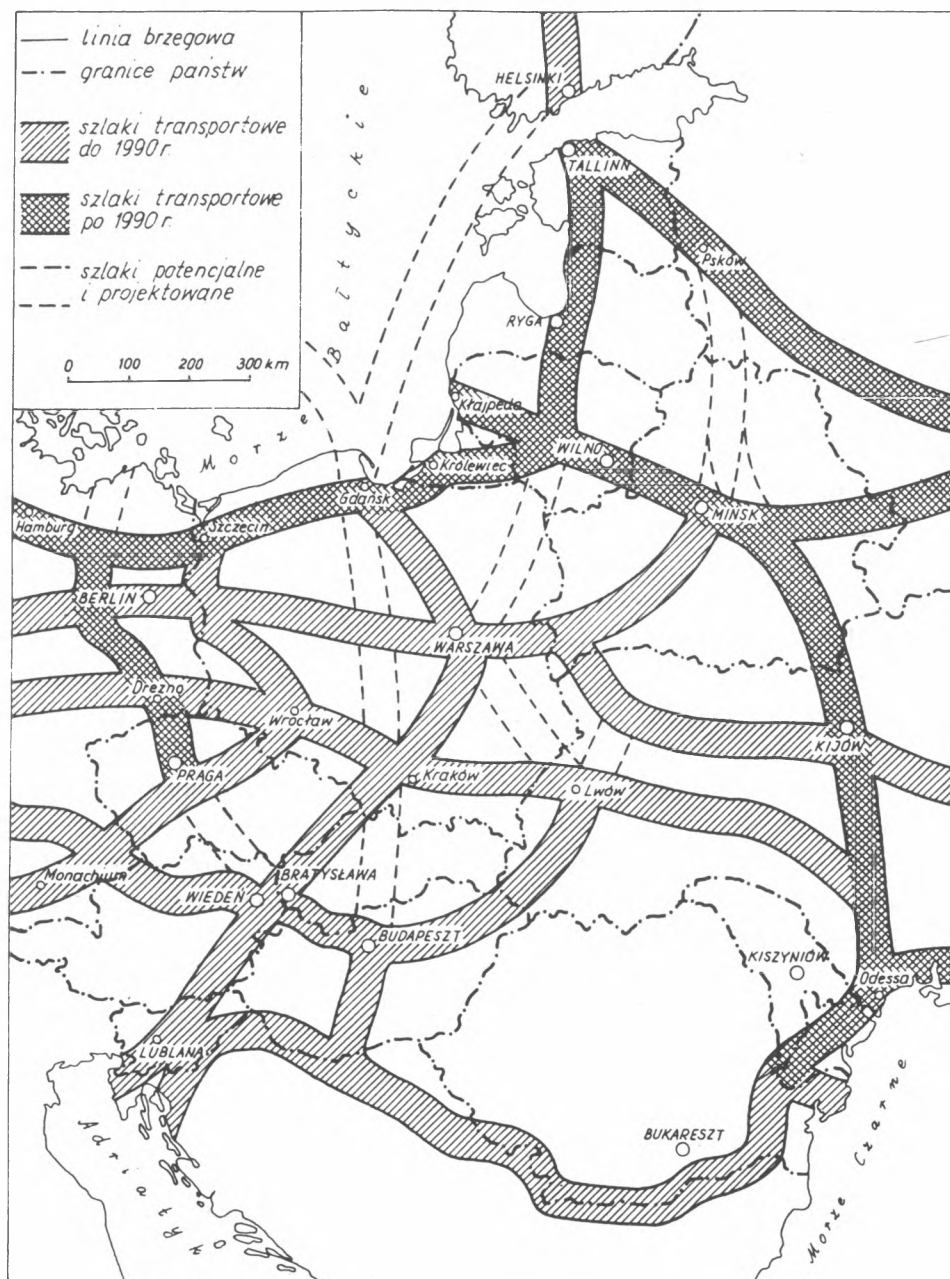 linia brzegowa
granice państw
szlaki transportowe
do 1990 r.
szlaki transportowe
po 1990 r.
szlaki potencjalne
i projektowane
0 100 200 300 km
Morze Bałtyckie
HELSINKI
TALLINN
Psków
RYGA
Kłajpeda
WILNO
Królewiec
Gdańsk
Hamburg
Szczecin
MIŃSK
BERLIN
WARSZAWA
Drezno
Wrocław
KIJÓW
PRAGA
Kraków
Lwów
Monachium
WIEDEŃ
BRATYSŁAWA
BUDAPESZT
KISZYNIÓW
Odessa
LUBLANA
BUKARESZT
Adriatyk
Morze Czarne